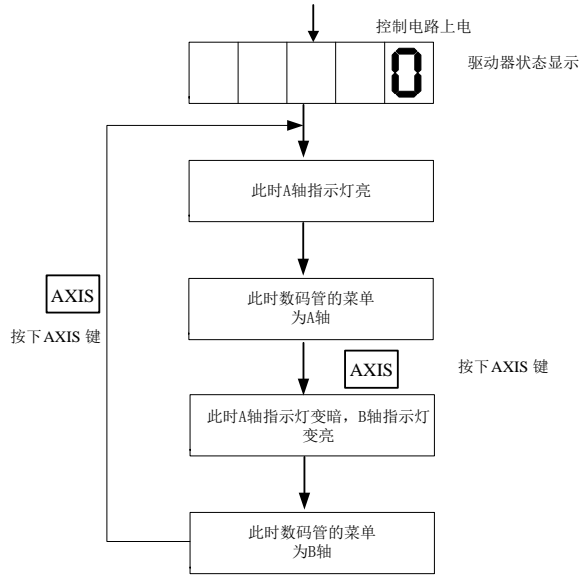 控制电路上电
0
驱动器状态显示
此时A轴指示灯亮
此时数码管的菜单
为A轴
AXIS
按下AXIS 键
AXIS
按下AXIS 键
此时A轴指示灯变暗，B轴指示灯
变亮
此时数码管的菜单
为B轴